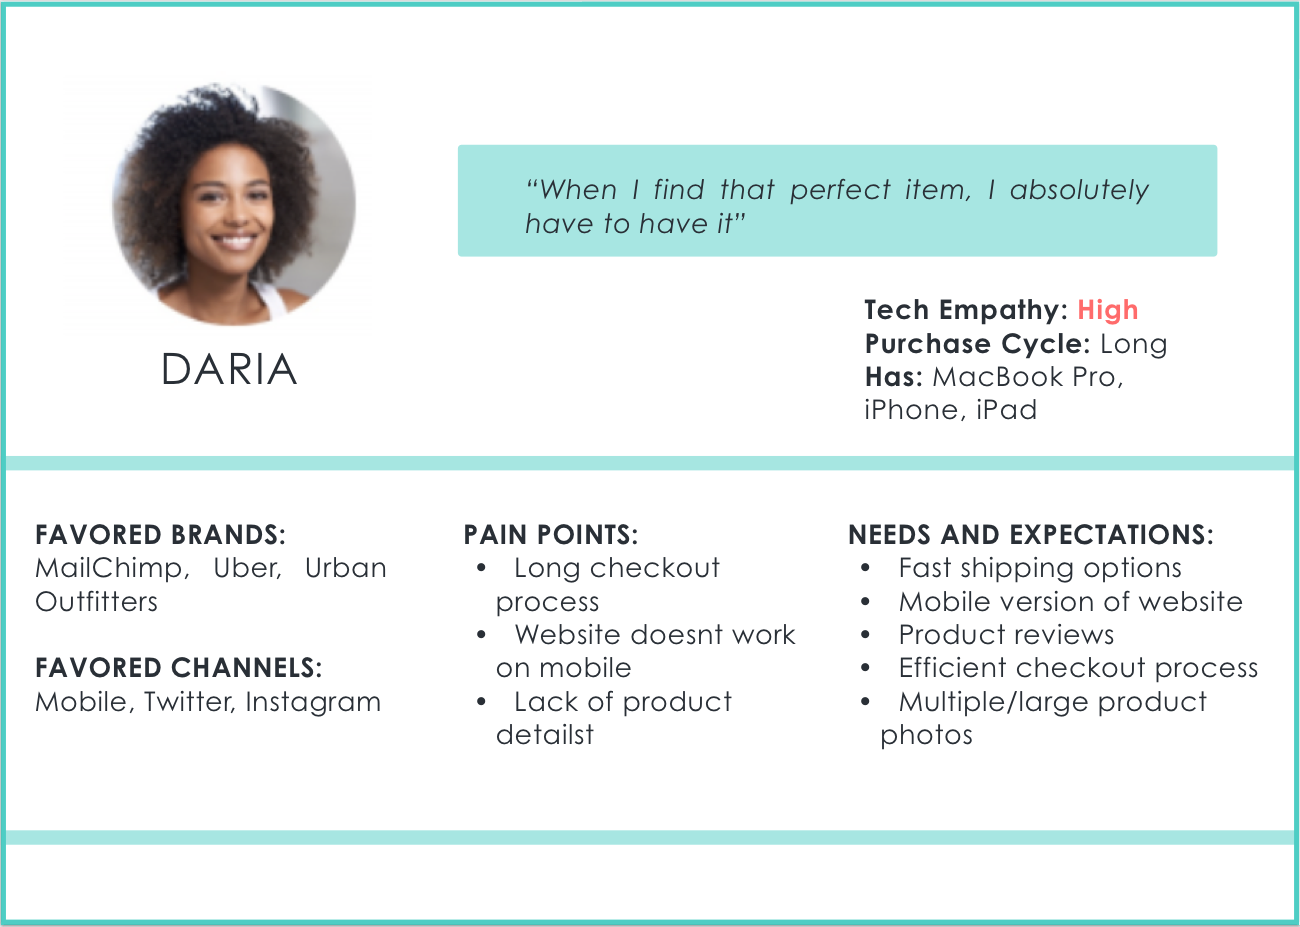 “When I find that perfect item, I absolutely
have to have it”
DARIA
Tech Empathy: High
Purchase Cycle: Long
Has: MacBook Pro,
iPhone, iPad
FAVORED BRANDS:
MailChimp, Uber, Urban
Outfitters
FAVORED CHANNELS:
Mobile, Twitter, Instagram
PAIN POINTS:
• Long checkout
process
• Website doesnt work
on mobile
• Lack of product
detailst
NEEDS AND EXPECTATIONS:
• Fast shipping options
• Mobile version of website
• Product reviews
• Efficient checkout process
• Multiple/large product
photos